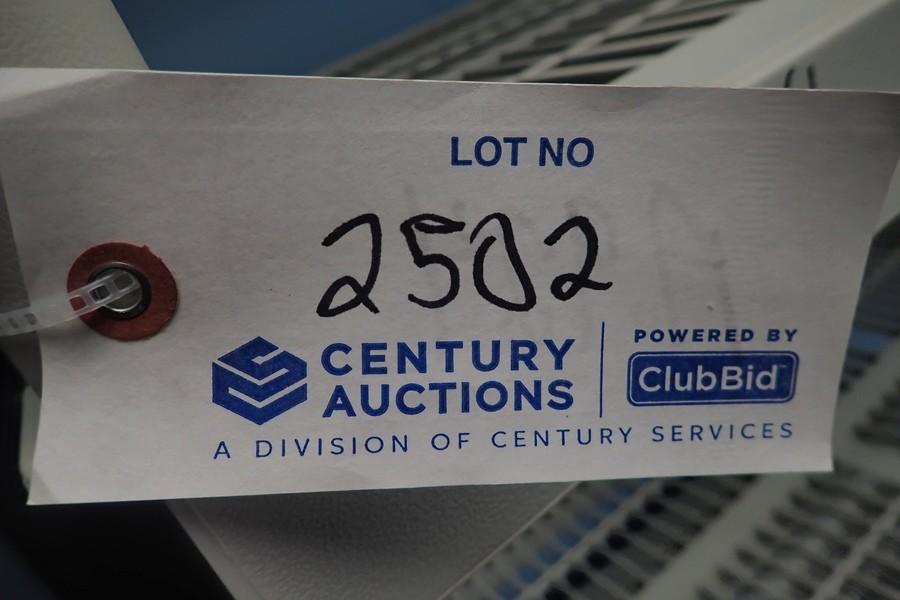 LOT NO
2502
CENTURY
AUCTIONS
POWERED BY
ClubBid
A DIVISION OF CENTURY SERVICES